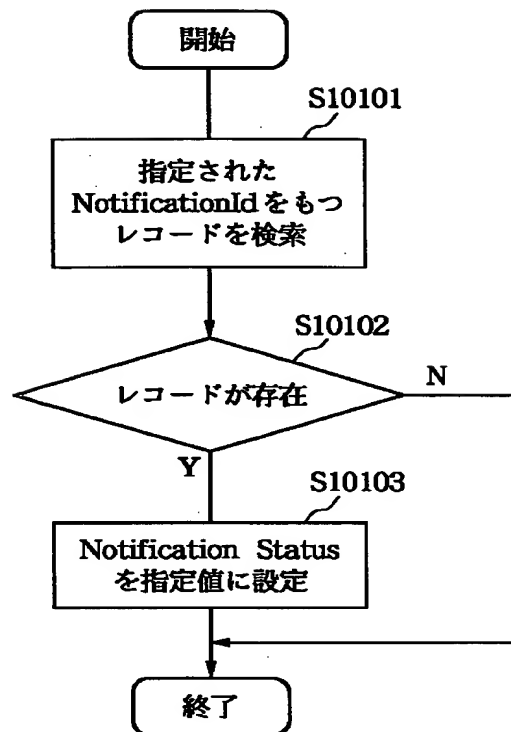 開始
S10101
指定された
NotificationIdをもつ
レコードを検索
S10102
レコードが存在
N
Y
S10103
Notification Status
を指定値に設定
終了